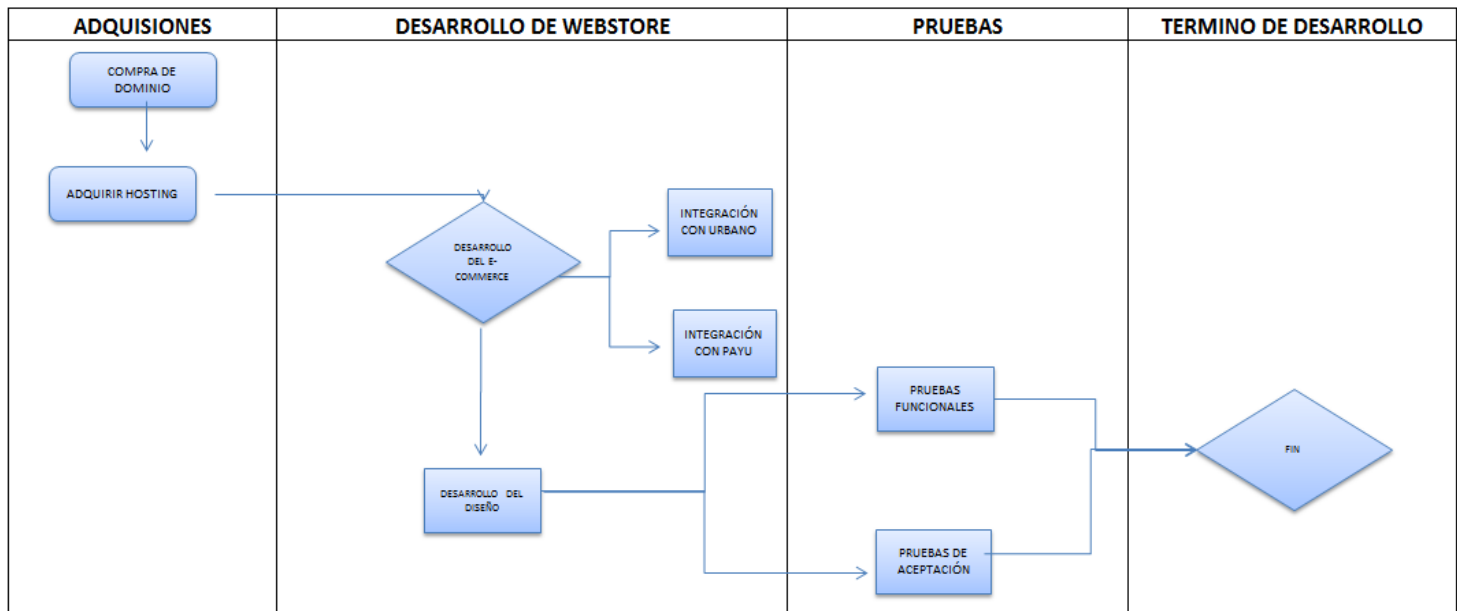 ADQUISIONES
DESARROLLO DE WEBSTORE
PRUEBAS
TERMINO DE DESARROLLO
COMPRA DE
DOMINIO
ADQUIRIR HOSTING
DESARROLLO
DEL E-
COMMERCE
INTEGRACIÓN
CON URBANO
INTEGRACIÓN
CON PAYU
DESARROLLO DEL
DISEÑO
PRUEBAS
FUNCIONALES
PRUEBAS DE
ACEPTACIÓN
FIN